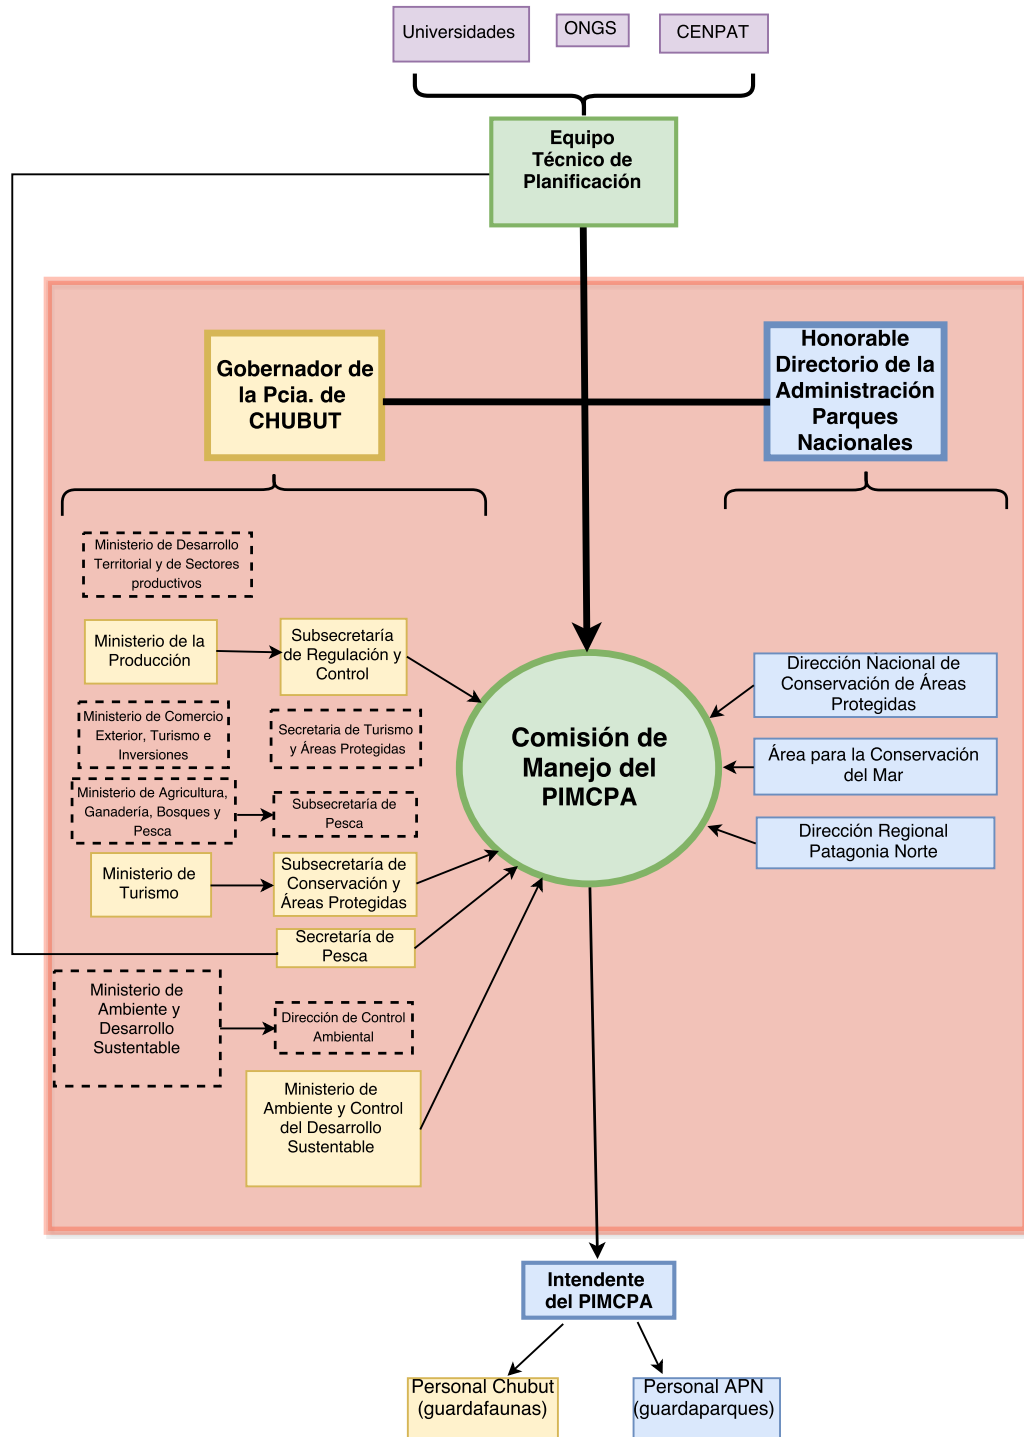 Universidades
ONGS
CENPAT
Equipo
Técnico de
Planificación
Gobernador de
la Pcia. de
CHUBUT
Honorable
Directorio de la
Administración
Parques
Nacionales
Ministerio de Desarrollo
Territorial y de Sectores
productivos
Ministerio de la
Producción
Subsecretaría
de Regulación y
Control
Ministerio de Comercio
Exterior, Turismo e
Inversiones
Secretaria de Turismo
y Áreas Protegidas
Ministerio de Agricultura,
Ganadería, Bosques y
Pesca
Subsecretaría de
Pesca
Ministerio de
Turismo
Subsecretaría de
Conservación y
Áreas Protegidas
Secretaría de
Pesca
Ministerio de
Ambiente y
Desarrollo
Sustentable
Dirección de Control
Ambiental
Ministerio de
Ambiente y Control
del Desarrollo
Sustentable
Comisión de
Manejo del
PIMCPA
Dirección Nacional de
Conservación de Áreas
Protegidas
Área para la Conservación
del Mar
Dirección Regional
Patagonia Norte
Intendente
del PIMCPA
Personal Chubut
(guardafaunas)
Personal APN
(guardaparques)